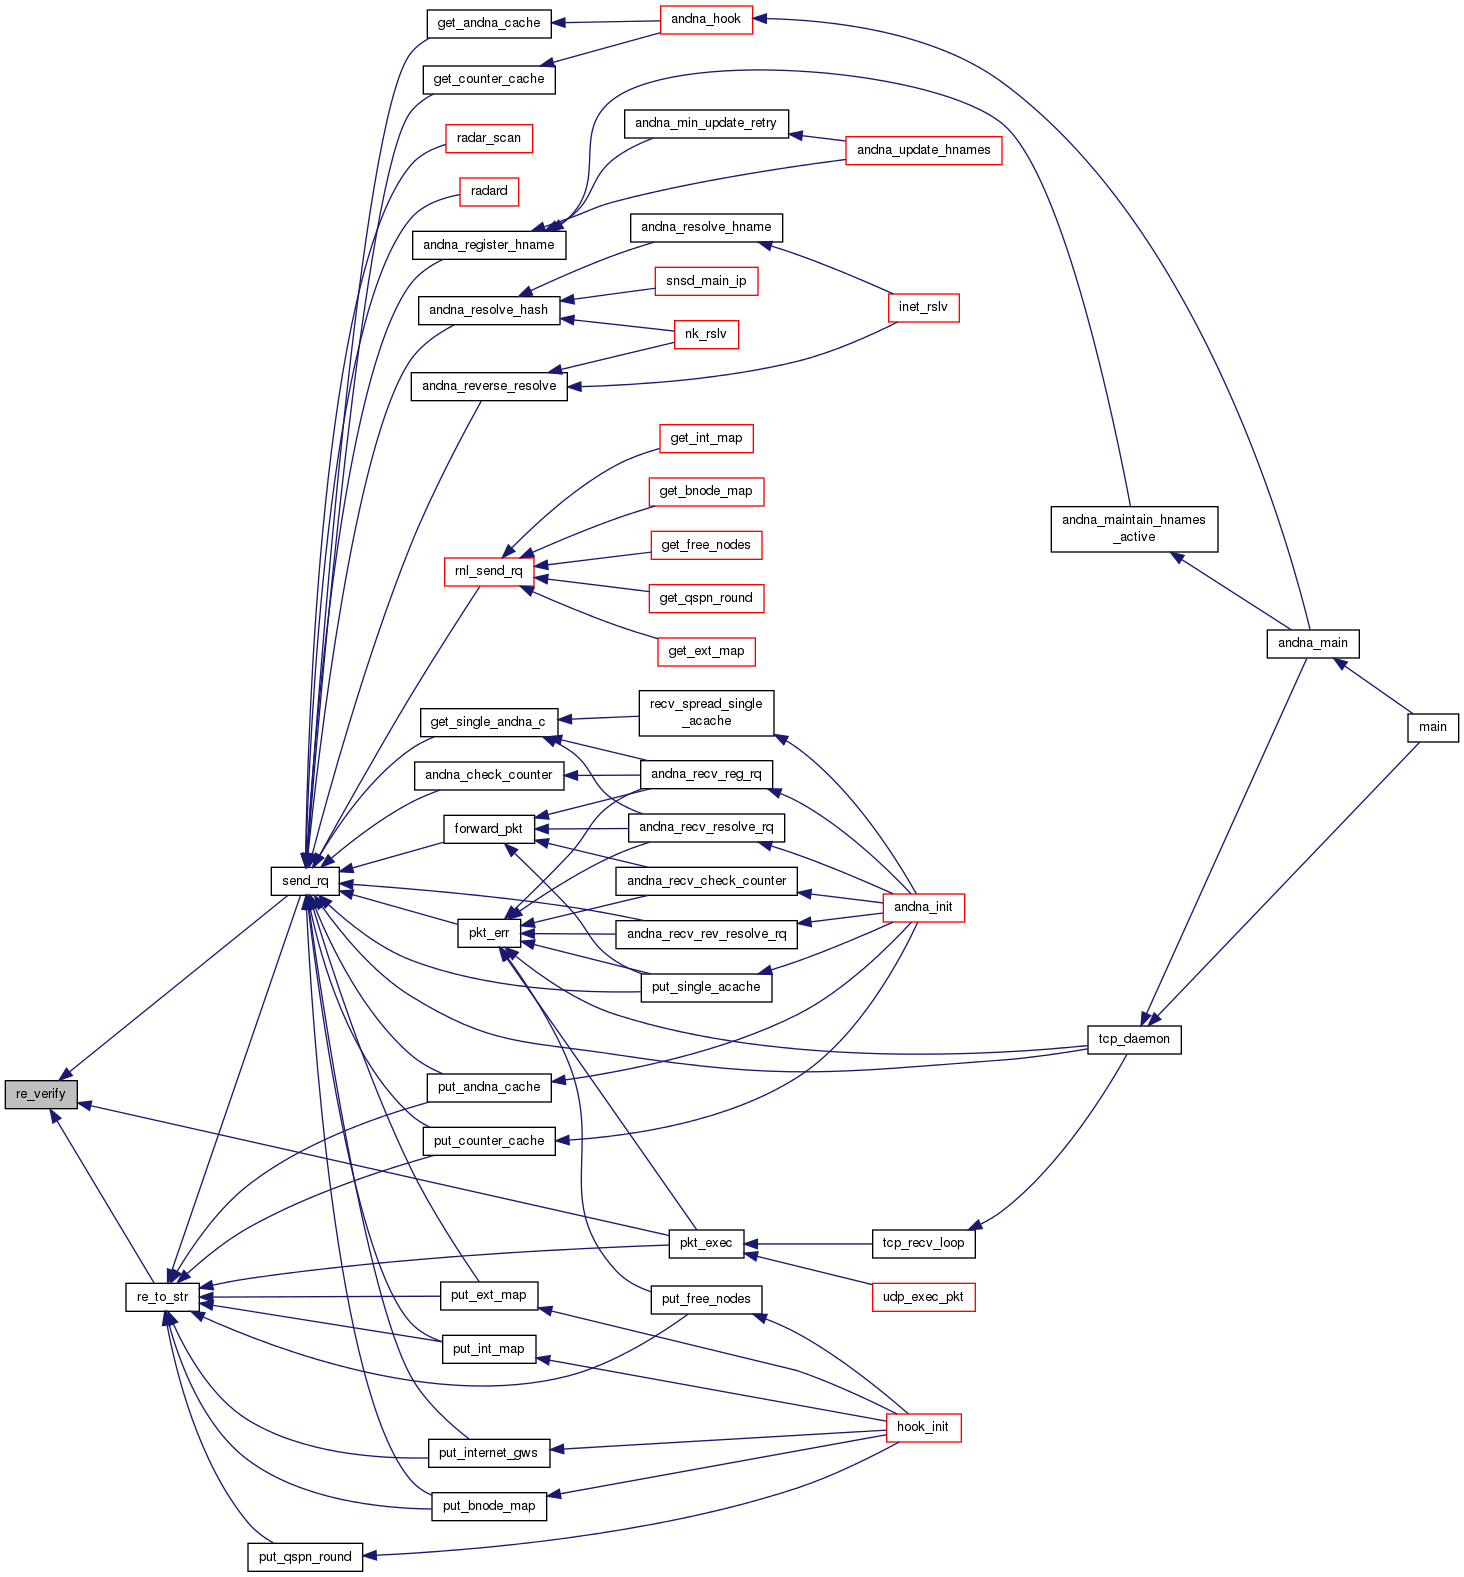 get_andna_cache
andna_hook
get_counter_cache
radar_scan
andna_min_update_retry
andna_update_hnames
radard
andna_register_hname
andna_resolve_hname
andna_resolve_hash
snsd_main_ip
inet_rslv
nk_rslv
andna_reverse_resolve
get_int_map
get_bnode_map
andna_maintain_hnames
_active
get_free_nodes
rnl_send_rq
get_qspn_round
get_ext_map
andna_main
recv_spread_single
_acache
get_single_andna_c
main
andna_check_counter
andna_recv_reg_rq
forward_pkt
andna_recv_resolve_rq
send_rq
andna_recv_check_counter
andna_init
pkt_err
andna_recv_rev_resolve_rq
put_single_acache
tcp_daemon
re_verify
put_andna_cache
put_counter_cache
pkt_exec
tcp_recv_loop
re_to_str
put_ext_map
put_free_nodes
udp_exec_pkt
put_int_map
hook_init
put_internet_gws
put_bnode_map
put_qspn_round